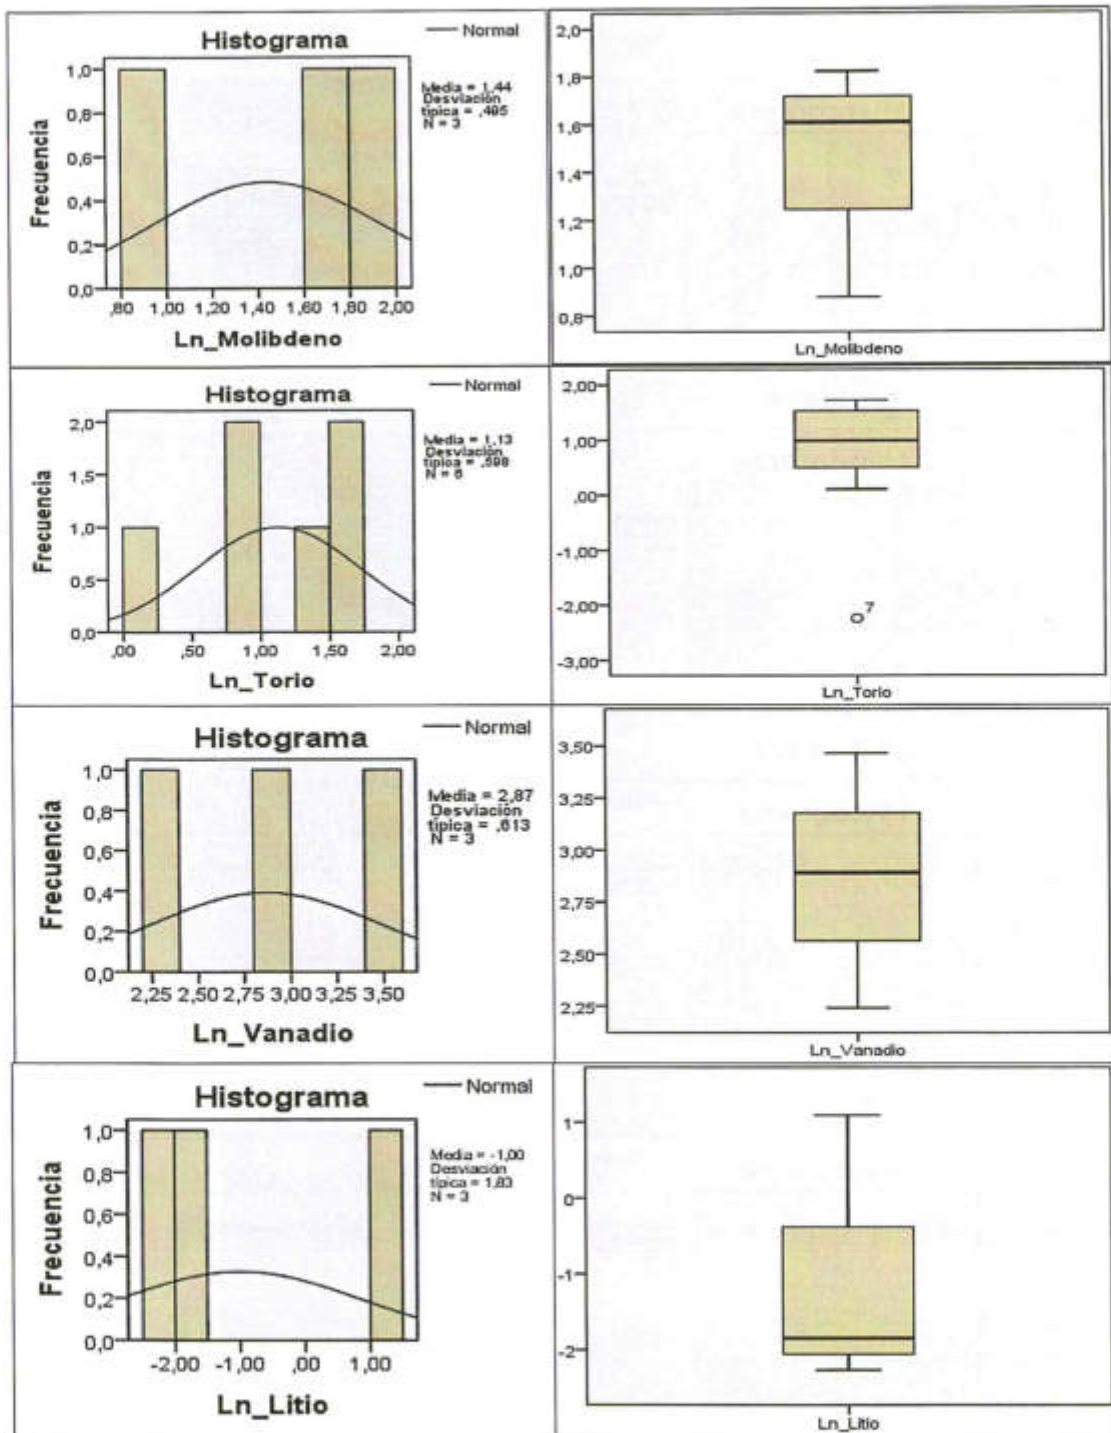 Histograma
Normal
Media = 1,44
Desviación
típica = ,495
N = 3
Frecuencia
1,0
0,8
0,6
0,4
0,2
0,0
,80 1,00 1,20 1,40 1,60 1,80 2,00
Ln_Molibdeno
2,0
1,8
1,6
1,4
1,2
1,0
0,8
Ln_Molibdeno
Histograma
Normal
Media = 1,13
Desviación
típica = ,598
N = 6
Frecuencia
2,0
1,5
1,0
0,5
0,0
,00 ,50 1,00 1,50 2,00
Ln_Torio
2,00
1,00
,00
-1,00
-2,00
-3,00
7
Ln_Torio
Histograma
Normal
Media = 2,87
Desviación
típica = ,613
N = 3
Frecuencia
1,0
0,8
0,6
0,4
0,2
0,0
2,25 2,50 2,75 3,00 3,25 3,50
Ln_Vanadio
3,50
3,25
3,00
2,75
2,50
2,25
Ln_Vanadio
Histograma
Normal
Media = -1,00
Desviación
típica = 1,83
N = 3
Frecuencia
1,0
0,8
0,6
0,4
0,2
0,0
-2,00 -1,00 ,00 1,00
Ln_Litio
1
0
-1
-2
Ln_Litio